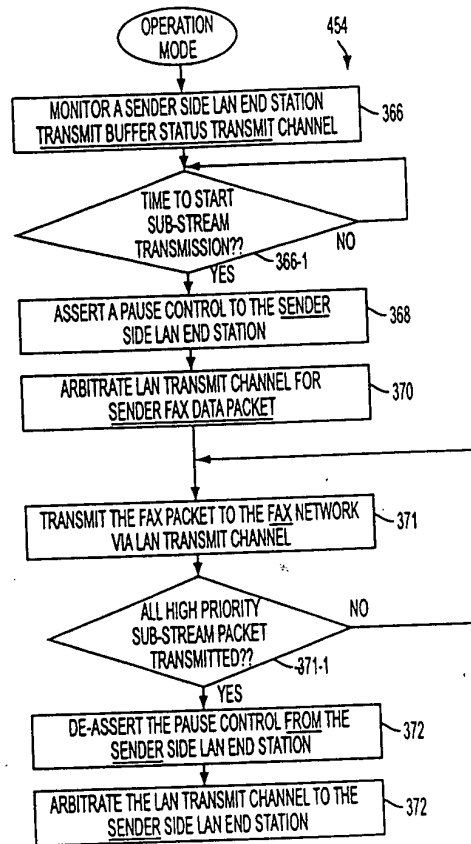 OPERATION
MODE
454
MONITOR A SENDER SIDE LAN END STATION
TRANSMIT BUFFER STATUS TRANSMIT CHANNEL
366
TIME TO START
SUB-STREAM
TRANSMISSION??
NO
366-1
YES
ASSERT A PAUSE CONTROL TO THE SENDER
SIDE LAN END STATION
368
ARBITRATE LAN TRANSMIT CHANNEL FOR
SENDER FAX DATA PACKET
370
TRANSMIT THE FAX PACKET TO THE FAX NETWORK
VIA LAN TRANSMIT CHANNEL
371
ALL HIGH PRIORITY
SUB-STREAM PACKET
TRANSMITTED??
NO
371-1
YES
DE-ASSERT THE PAUSE CONTROL FROM THE
SENDER SIDE LAN END STATION
372
ARBITRATE THE LAN TRANSMIT CHANNEL TO THE
SENDER SIDE LAN END STATION
372